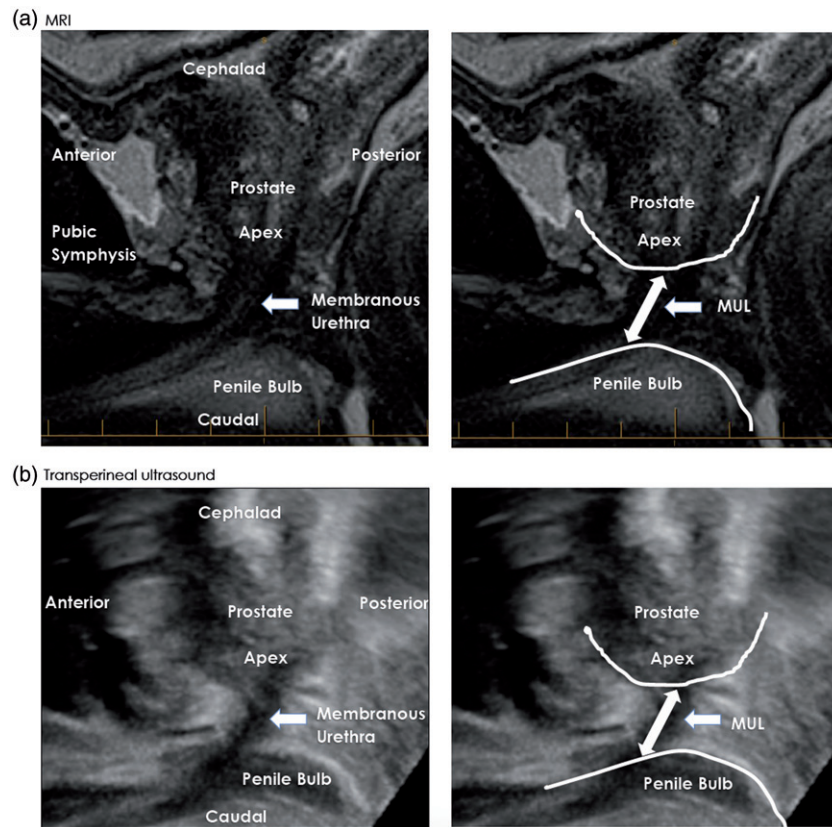 (a) MRI
Cephalad
Anterior
Posterior
Prostate
Pubic
Symphysis
Apex
Membranous
Urethra
Penile Bulb
Caudal
Prostate
Apex
MUL
Penile Bulb
(b) Transperineal ultrasound
Cephalad
Anterior
Posterior
Prostate
Apex
Membranous
Urethra
Penile Bulb
Caudal
Prostate
Apex
MUL
Penile Bulb